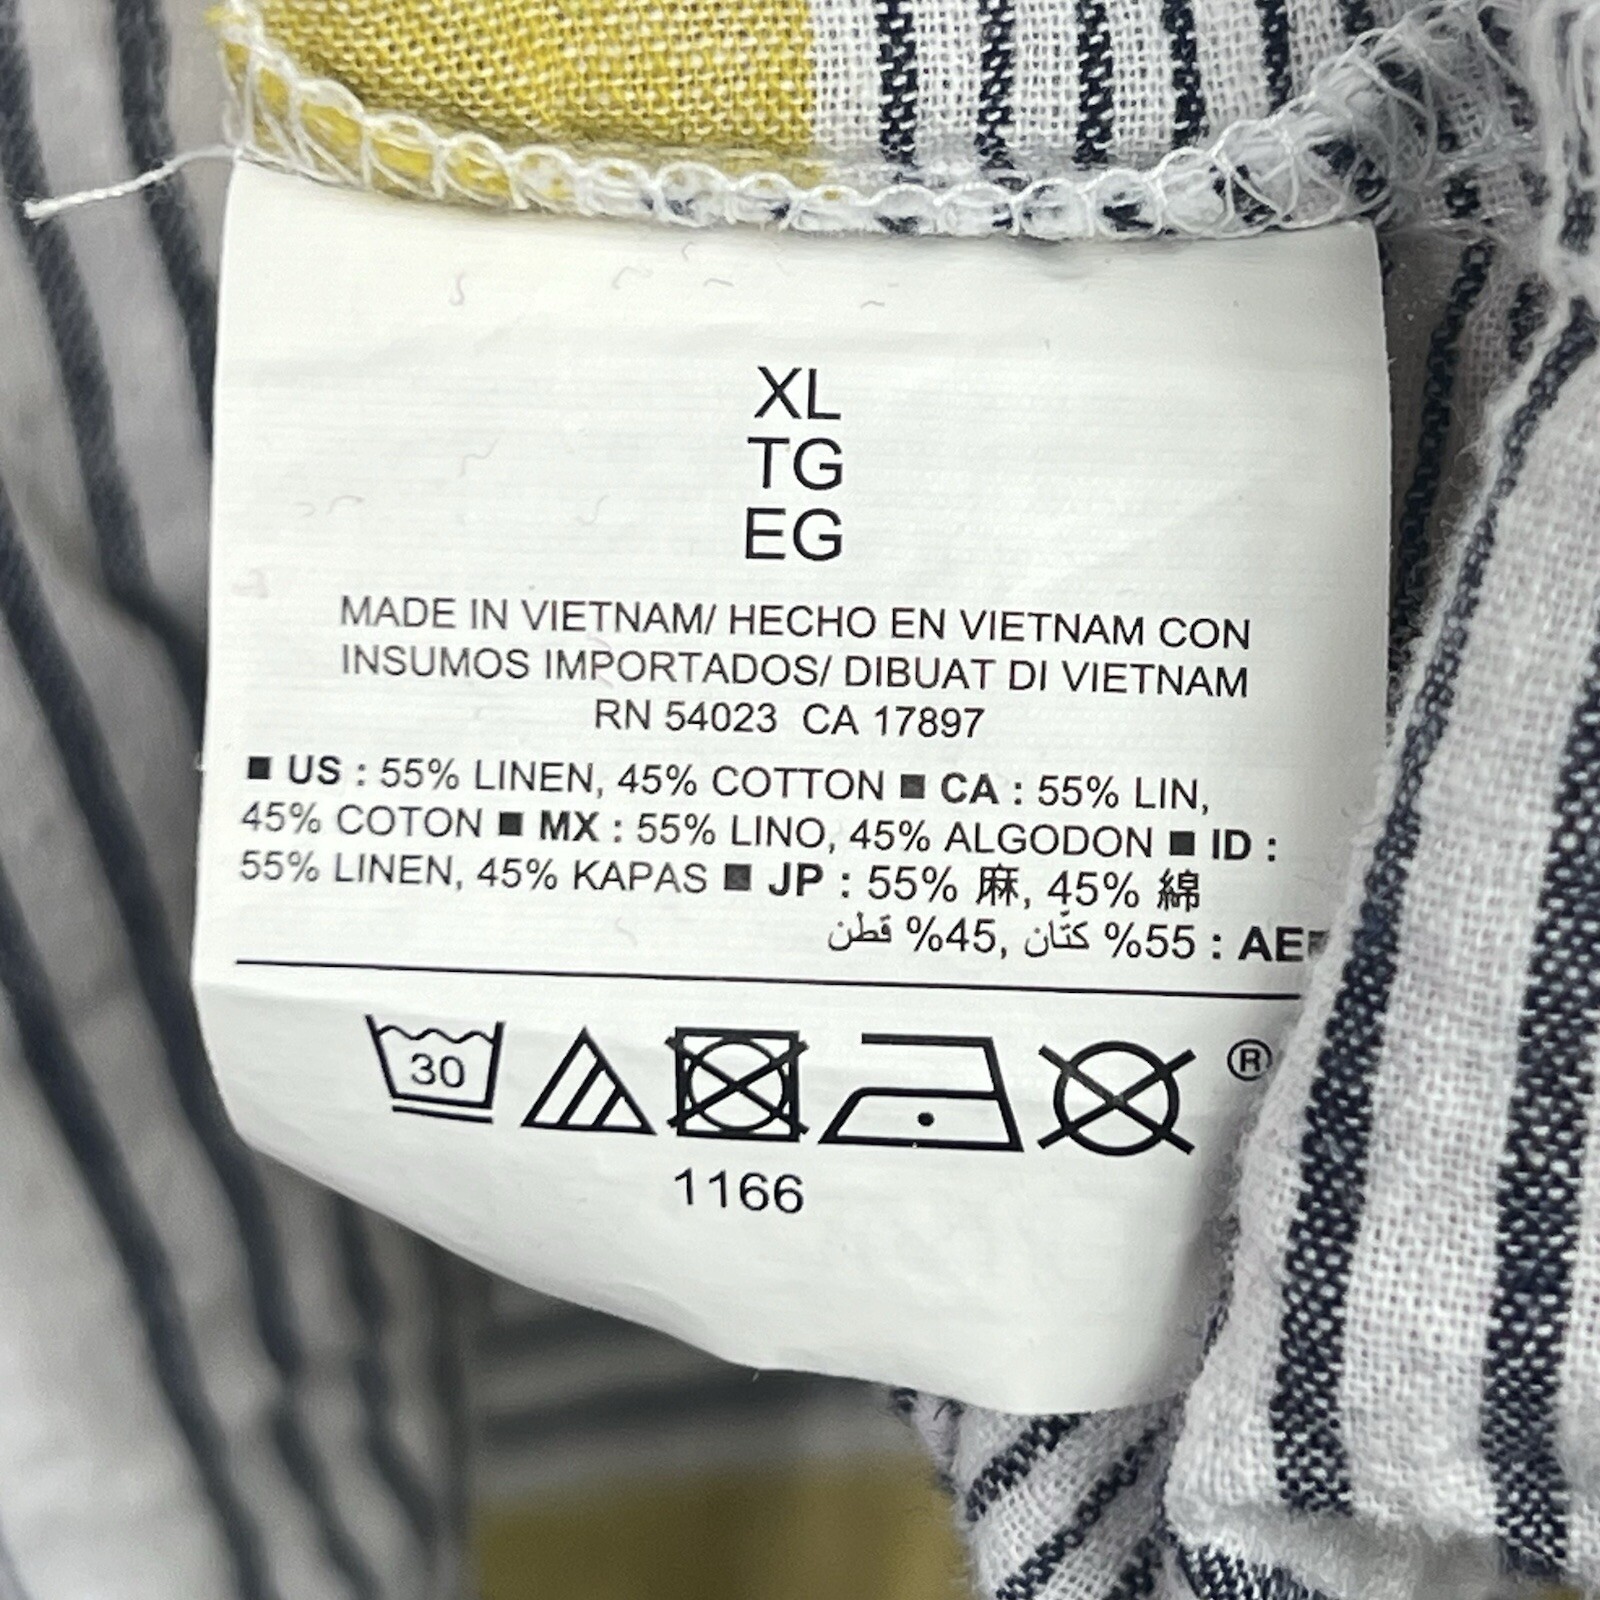 XL
TG
EG
MADE IN VIETNAM/ HECHO EN VIETNAM CON
INSUMOS IMPORTADOS/ DIBUAT DI VIETNAM
RN 54023 CA 17897
■ US : 55% LINEN, 45% COTTON ■ CA : 55% LIN,
45% COTON ■ MX : 55% LINO, 45% ALGODON ■ ID :
55% LINEN, 45% KAPAS ■ JP : 55% 麻, 45% 綿
AE : 55% كتّان, 45% قطن
30
®
1166